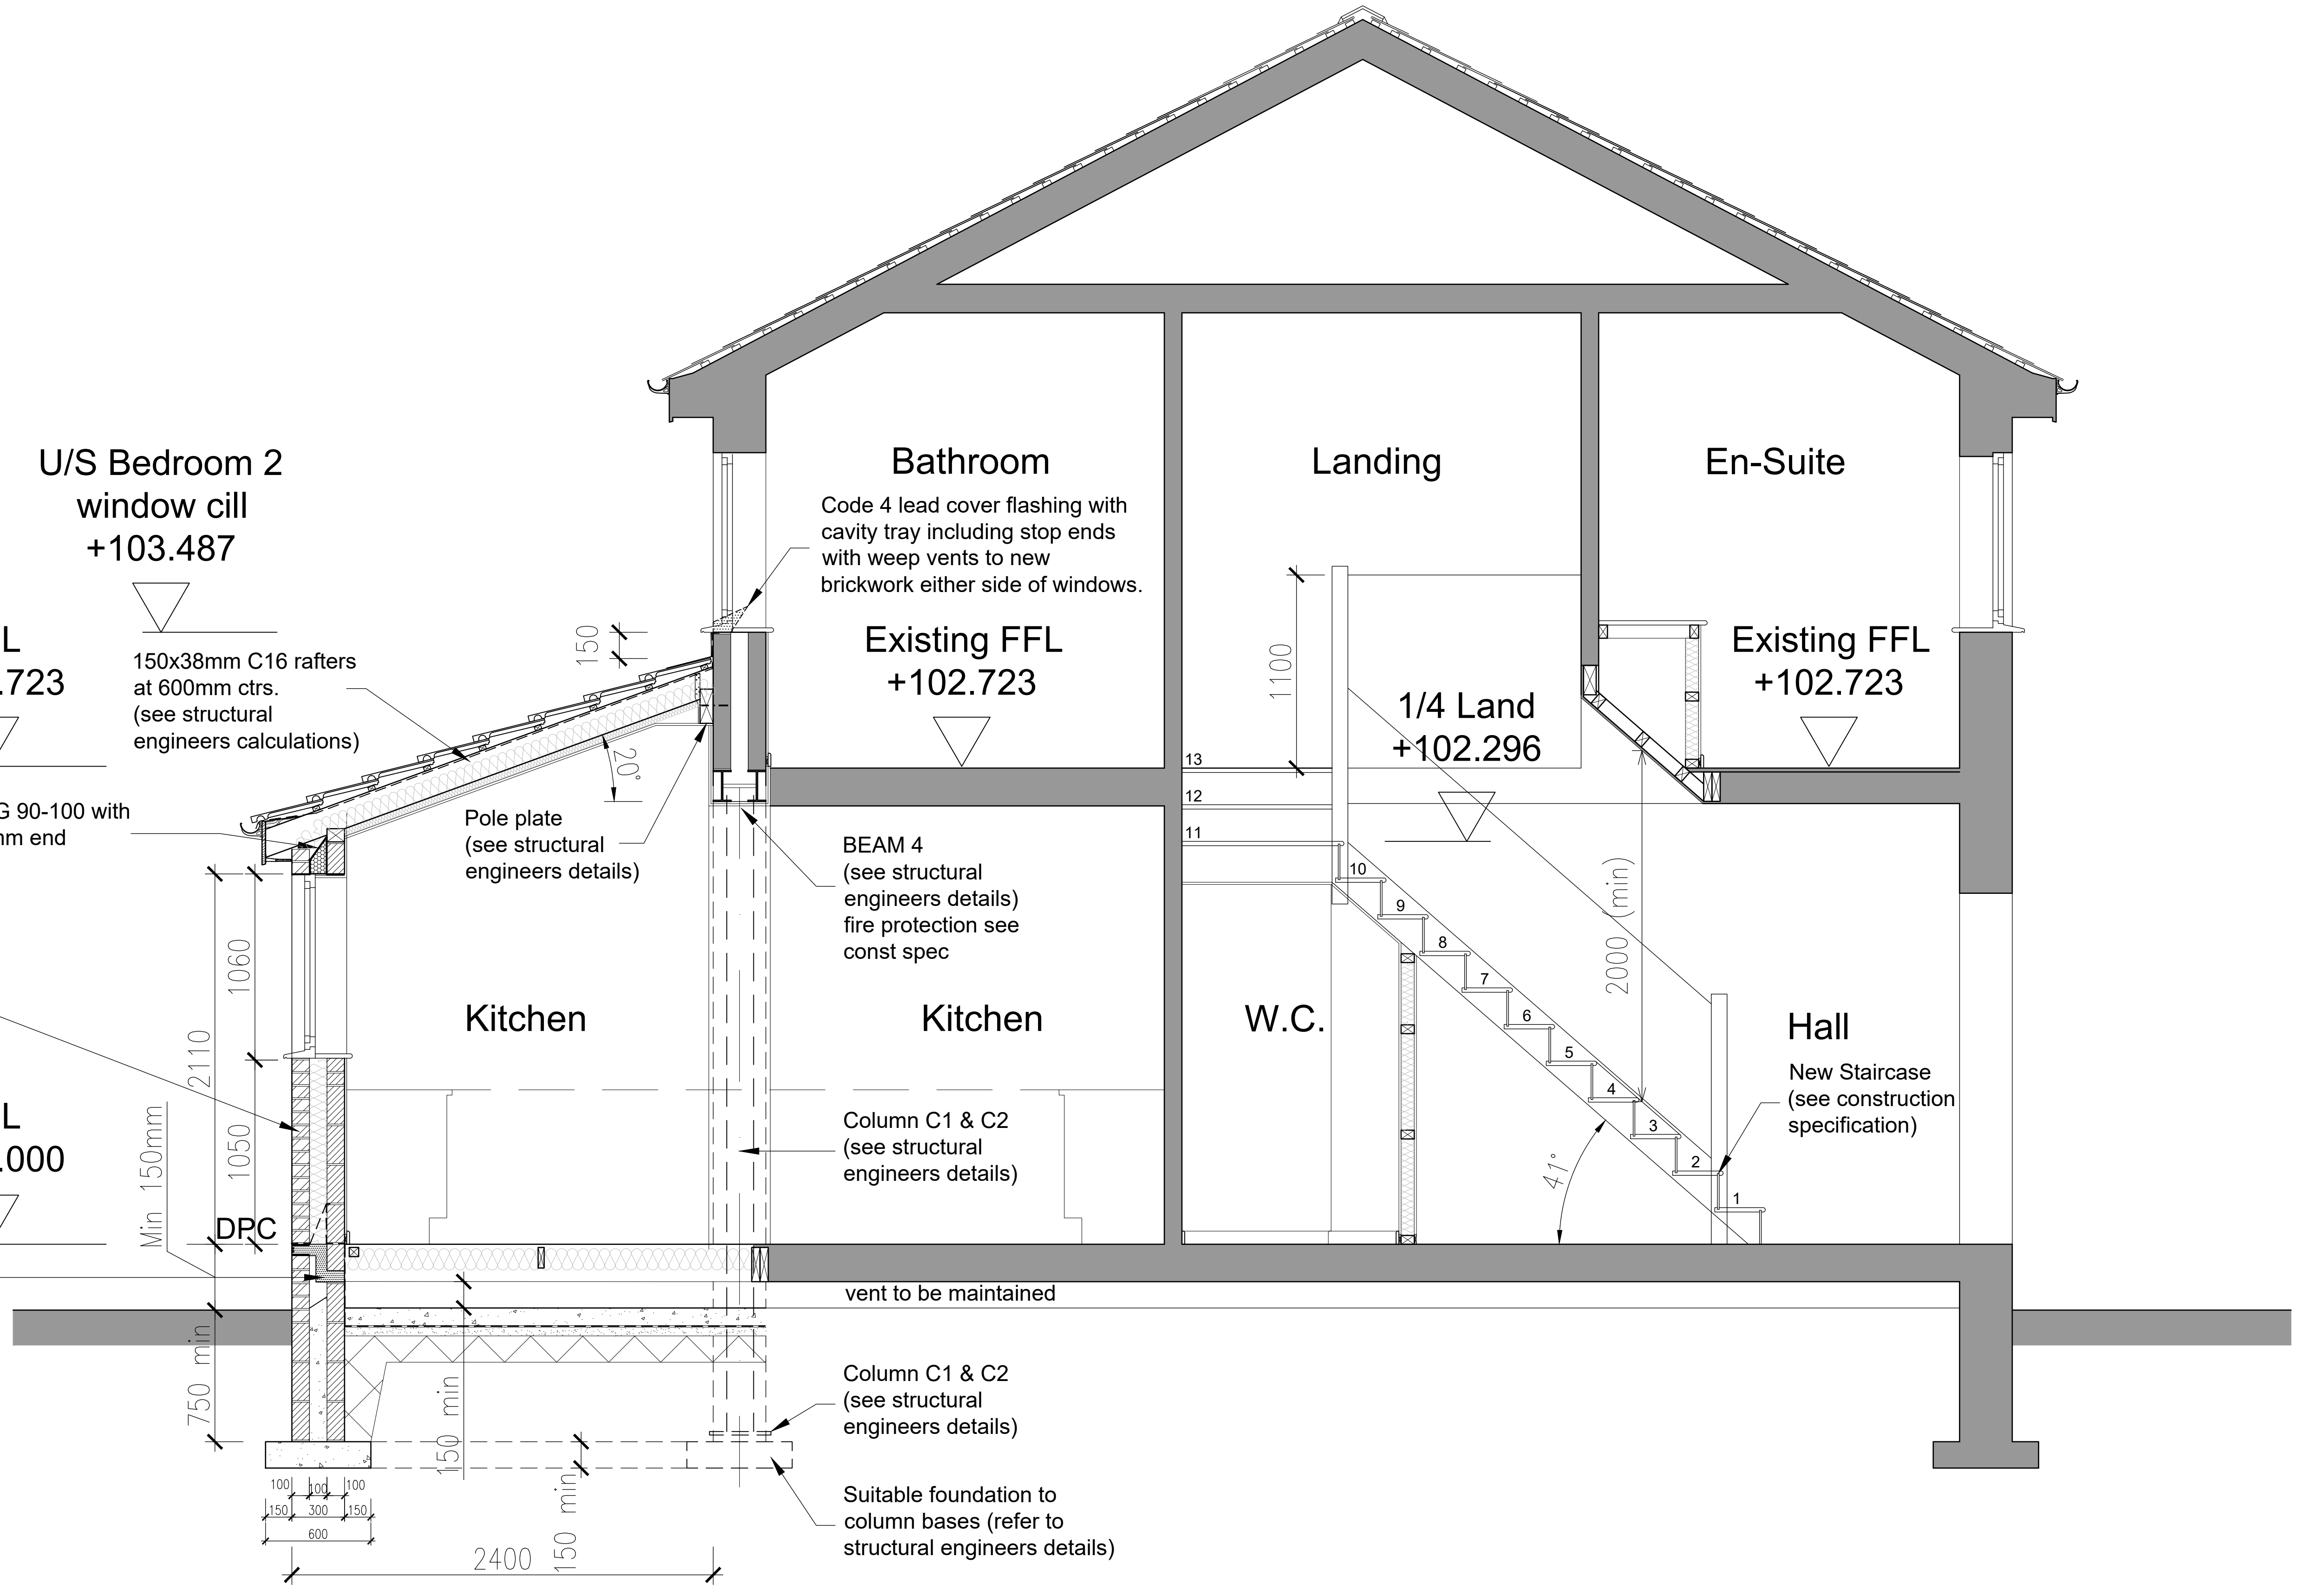 U/S Bedroom 2
window cill
+103.487
L
.723
150x38mm C16 rafters
at 600mm ctrs.
(see structural
engineers calculations)
G 90-100 with
mm end
L
.000
Bathroom
Code 4 lead cover flashing with
cavity tray including stop ends
with weep vents to new
brickwork either side of windows.
Existing FFL
+102.723
Landing
En-Suite
Existing FFL
+102.723
150
1100
1/4 Land
+102.296
20°
Pole plate
(see structural
engineers details)
BEAM 4
(see structural
engineers details)
fire protection see
const spec
13
12
11
10
9
8
7
6
5
4
3
2
1
2000 (min)
41°
Kitchen
Kitchen
W.C.
Hall
New Staircase
(see construction
specification)
Column C1 & C2
(see structural
engineers details)
1060
2110
1050
Min 150mm
DPC
750 min
vent to be maintained
150 min
Column C1 & C2
(see structural
engineers details)
Suitable foundation to
column bases (refer to
structural engineers details)
150 min
100 100 100
150 300 150
600
2400